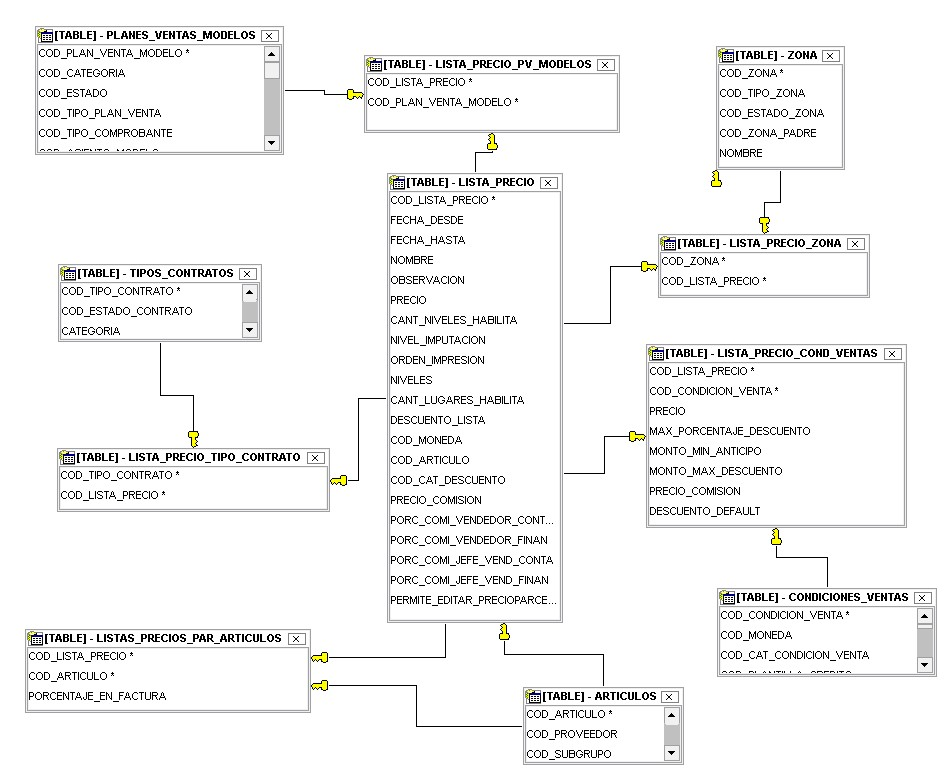 [TABLE] - PLANES_VENTAS_MODELOS
COD_PLAN_VENTA_MODELO *
COD_CATEGORIA
COD_ESTADO
COD_TIPO_PLAN_VENTA
COD_TIPO_COMPROBANTE
COD_ASIENTO_MODELO
[TABLE] - LISTA_PRECIO_PV_MODELOS
COD_LISTA_PRECIO *
COD_PLAN_VENTA_MODELO *
[TABLE] - ZONA
COD_ZONA *
COD_TIPO_ZONA
COD_ESTADO_ZONA
COD_ZONA_PADRE
NOMBRE
[TABLE] - LISTA_PRECIO
COD_LISTA_PRECIO *
FECHA_DESDE
FECHA_HASTA
NOMBRE
OBSERVACION
PRECIO
CANT_NIVELES_HABILITA
NIVEL_IMPUTACION
ORDEN_IMPRESION
NIVELES
CANT_LUGARES_HABILITA
DESCUENTO_LISTA
COD_MONEDA
COD_ARTICULO
COD_CAT_DESCUENTO
PRECIO_COMISION
PORC_COMI_VENDEDOR_CONT...
PORC_COMI_VENDEDOR_FINAN
PORC_COMI_JEFE_VEND_CONTA
PORC_COMI_JEFE_VEND_FINAN
PERMITE_EDITAR_PRECIOPARCE...
[TABLE] - LISTA_PRECIO_ZONA
COD_ZONA *
COD_LISTA_PRECIO *
[TABLE] - TIPOS_CONTRATOS
COD_TIPO_CONTRATO *
COD_ESTADO_CONTRATO
CATEGORIA
[TABLE] - LISTA_PRECIO_COND_VENTAS
COD_LISTA_PRECIO *
COD_CONDICION_VENTA *
PRECIO
MAX_PORCENTAJE_DESCUENTO
MONTO_MIN_ANTICIPO
MONTO_MAX_DESCUENTO
PRECIO_COMISION
DESCUENTO_DEFAULT
[TABLE] - LISTA_PRECIO_TIPO_CONTRATO
COD_TIPO_CONTRATO *
COD_LISTA_PRECIO *
[TABLE] - CONDICIONES_VENTAS
COD_CONDICION_VENTA *
COD_MONEDA
COD_CAT_CONDICION_VENTA
COD_PLANTILLA_CREDITO
[TABLE] - LISTAS_PRECIOS_PAR_ARTICULOS
COD_LISTA_PRECIO *
COD_ARTICULO *
PORCENTAJE_EN_FACTURA
[TABLE] - ARTICULOS
COD_ARTICULO *
COD_PROVEEDOR
COD_SUBGRUPO